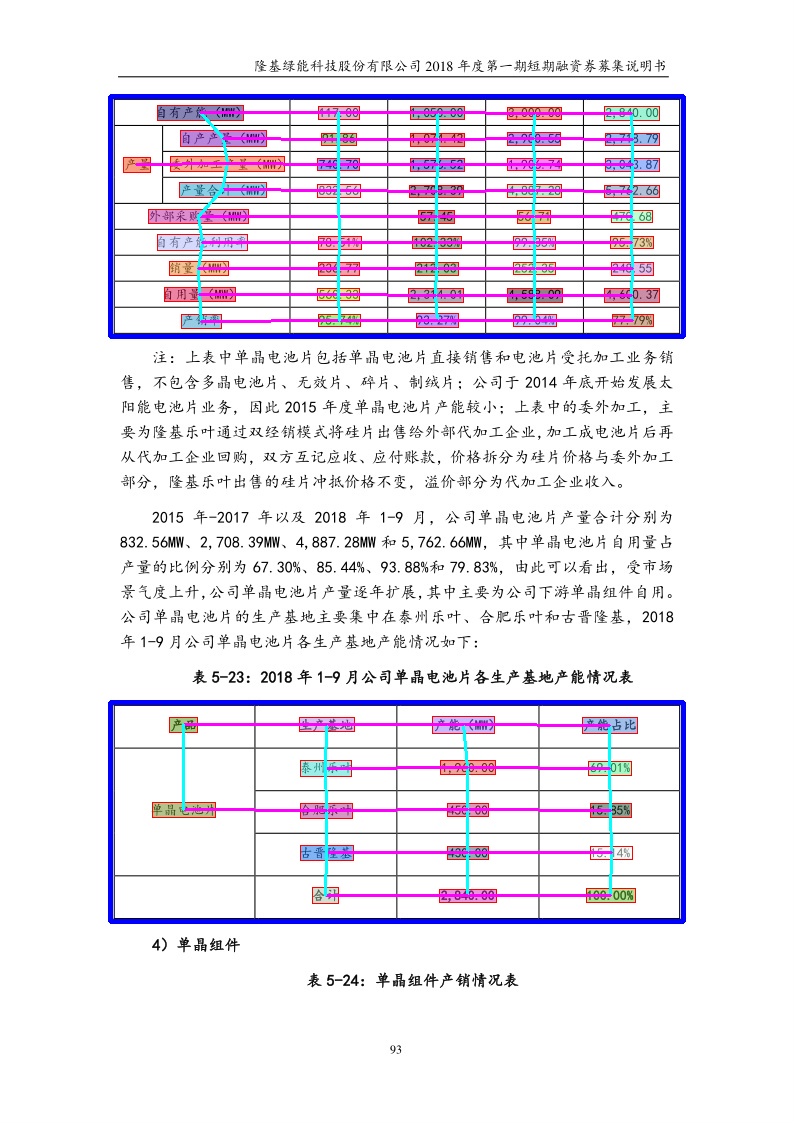 隆基绿能科技股份有限公司 2018 年度第一期短期融资券募集说明书
自有产能（MW） 117.00 1,050.00 3,000.00 2,840.00
产量 自产产量（MW） 91.86 1,074.42 2,980.55 2,718.79
委外加工产量（MW） 740.70 1,573.52 1,906.74 3,043.87
产量合计（MW） 832.56 2,708.39 4,887.28 5,762.66
外部采购量（MW） 57.45 56.71 470.68
自有产能利用率 78.51% 102.33% 99.35% 95.73%
销量（MW） 236.77 212.03 252.35 240.55
自用量（MW） 560.33 2,314.01 4,588.09 4,600.37
产销率 95.74% 93.27% 99.04% 77.79%
注：上表中单晶电池片包括单晶电池片直接销售和电池片受托加工业务销
售，不包含多晶电池片、无效片、碎片、制绒片；公司于 2014 年底开始发展太
阳能电池片业务，因此 2015 年度单晶电池片产能较小；上表中的委外加工，主
要为隆基乐叶通过双经销模式将硅片出售给外部代加工企业，加工成电池片后再
从代加工企业回购，双方互记应收、应付账款，价格拆分为硅片价格与委外加工
部分，隆基乐叶出售的硅片冲抵价格不变，溢价部分为代加工企业收入。
2015 年-2017 年以及 2018 年 1-9 月，公司单晶电池片产量合计分别为
832.56MW、2,708.39MW、4,887.28MW 和 5,762.66MW，其中单晶电池片自用量占
产量的比例分别为 67.30%、85.44%、93.88%和 79.83%，由此可以看出，受市场
景气度上升，公司单晶电池片产量逐年扩展，其中主要为公司下游单晶组件自用。
公司单晶电池片的生产基地主要集中在泰州乐叶、合肥乐叶和古晋隆基，2018
年 1-9 月公司单晶电池片各生产基地产能情况如下：
表 5-23：2018 年 1-9 月公司单晶电池片各生产基地产能情况表
产品 生产基地 产能（MW） 产能占比
泰州乐叶 1,960.00 69.01%
单晶电池片 合肥乐叶 450.00 15.85%
古晋隆基 430.00 15.14%
合计 2,840.00 100.00%
4）单晶组件
表 5-24：单晶组件产销情况表
93